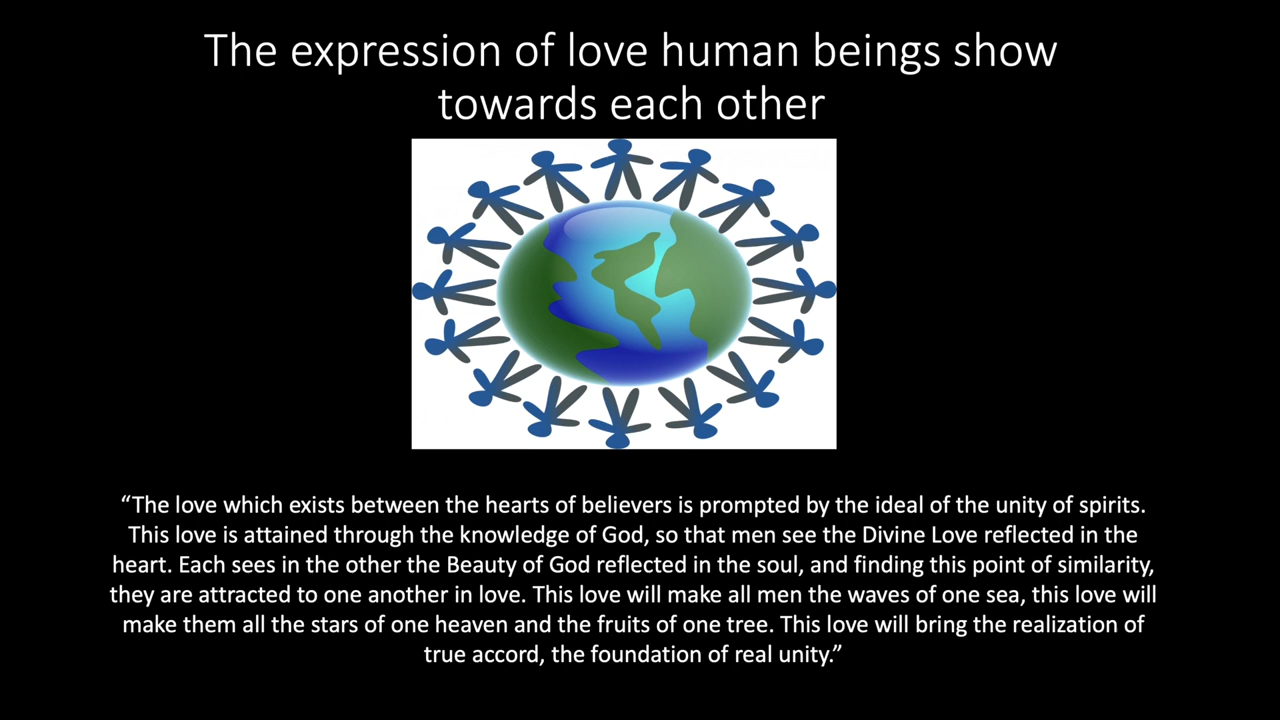 The expression of love human beings show
towards each other
“The love which exists between the hearts of believers is prompted by the ideal of the unity of spirits.
This love is attained through the knowledge of God, so that men see the Divine Love reflected in the
heart. Each sees in the other the Beauty of God reflected in the soul, and finding this point of similarity,
they are attracted to one another in love. This love will make all men the waves of one sea, this love will
make them all the stars of one heaven and the fruits of one tree. This love will bring the realization of
true accord, the foundation of real unity.”